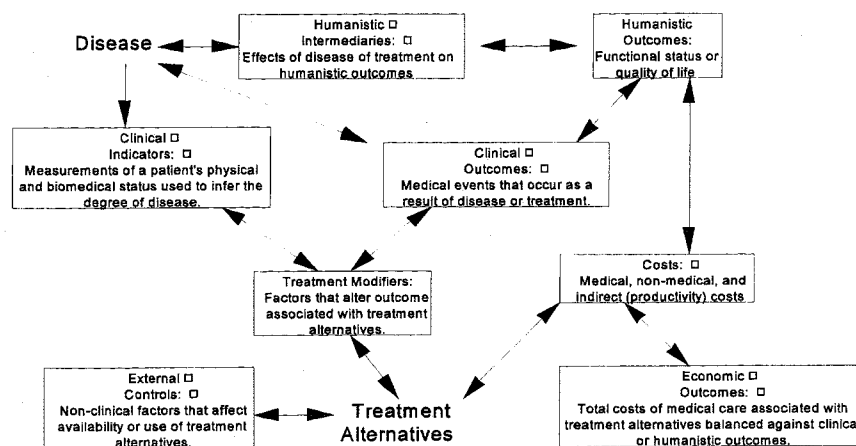 Disease
Humanistic □
Intermediaries: □
Effects of disease of treatment on
humanistic outcomes
Humanistic
Outcomes:
Functional status or
quality of life
Clinical □
Indicators: □
Measurements of a patient's physical
and biomedical status used to infer the
degree of disease.
Clinical □
Outcomes: □
Medical events that occur as a
result of disease or treatment.
Treatment Modifiers:
Factors that alter outcome
associated with treatment
alternatives.
Costs: □
Medical, non-medical, and
indirect (productivity) costs
External □
Controls: □
Non-clinical factors that affect
availability or use of treatment
alternatives.
Treatment
Alternatives
Economic □
Outcomes: □
Total costs of medical care associated with
treatment alternatives balanced against clinical
or humanistic outcomes.